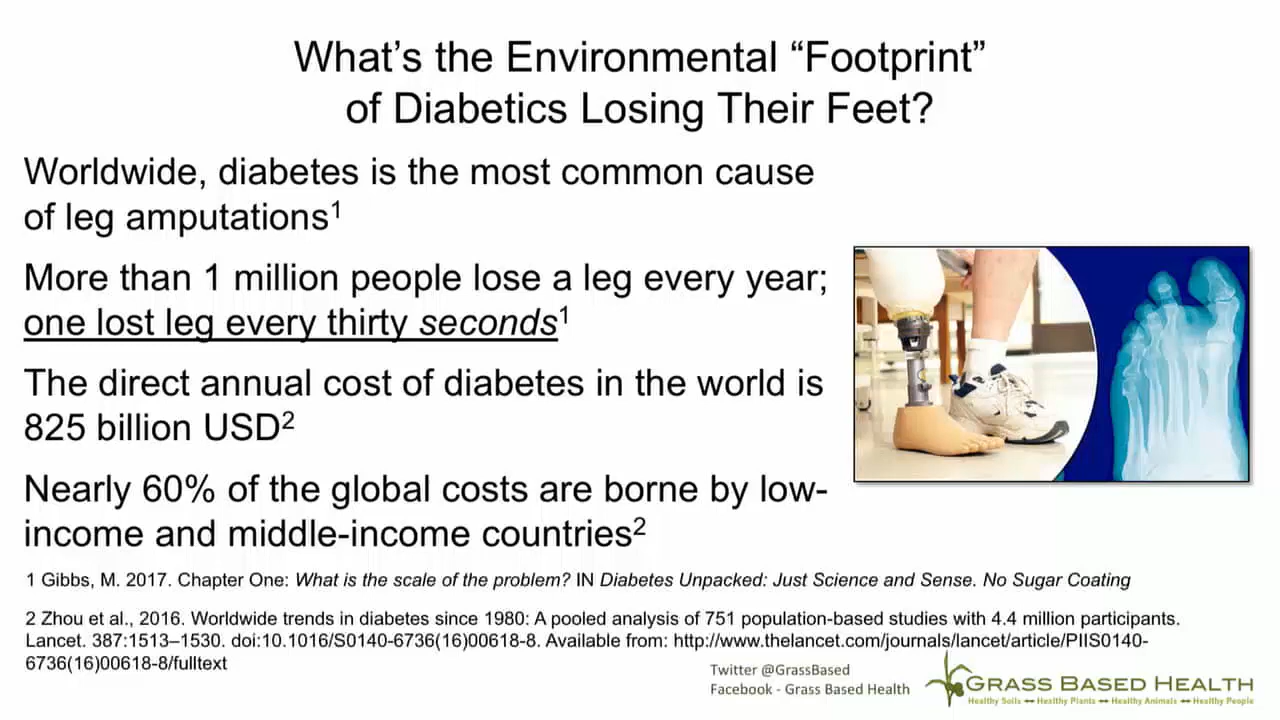 What’s the Environmental “Footprint”
of Diabetics Losing Their Feet?
Worldwide, diabetes is the most common cause
of leg amputations1
More than 1 million people lose a leg every year;
one lost leg every thirty seconds1
The direct annual cost of diabetes in the world is
825 billion USD2
Nearly 60% of the global costs are borne by low-
income and middle-income countries2
1 Gibbs, M. 2017. Chapter One: What is the scale of the problem? IN Diabetes Unpacked: Just Science and Sense. No Sugar Coating
2 Zhou et al., 2016. Worldwide trends in diabetes since 1980: A pooled analysis of 751 population-based studies with 4.4 million participants.
Lancet. 387:1513–1530. doi:10.1016/S0140-6736(16)00618-8. Available from: http://www.thelancet.com/journals/lancet/article/PIIS0140-
6736(16)00618-8/fulltext
Twitter @GrassBased
Facebook - Grass Based Health
GRASS BASED HEALTH
Healthy Soils ↔ Healthy Plants ↔ Healthy Animals ↔ Healthy People